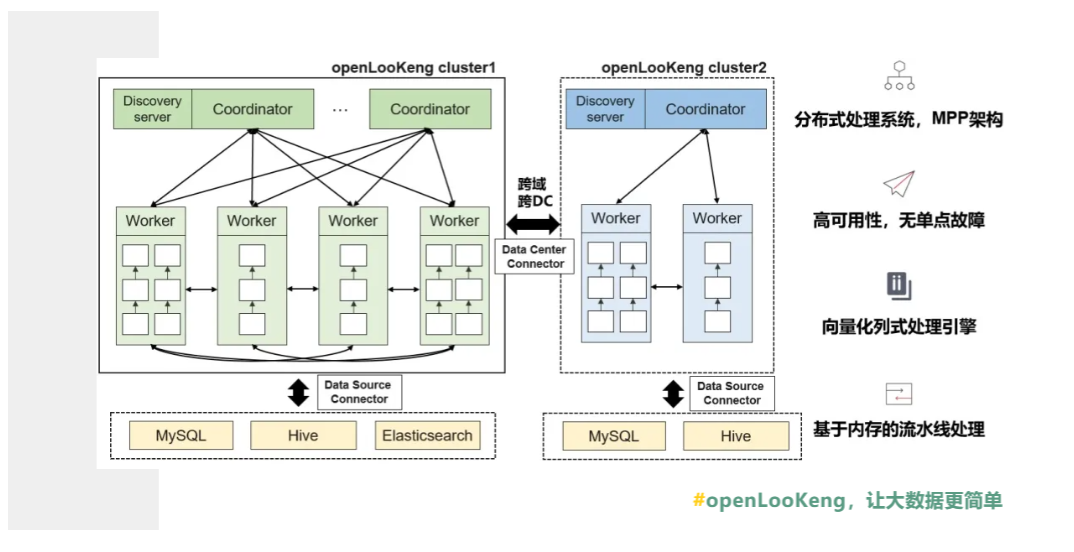 openLooKeng cluster1
Discovery
server
Coordinator
...
Coordinator
Worker
Worker
Worker
Worker
Data Source
Connector
MySQL
Hive
Elasticsearch
跨域
跨DC
Data Center
Connector
openLooKeng cluster2
Discovery
server
Coordinator
Worker
Worker
Data Source
Connector
MySQL
Hive
分布式处理系统，MPP架构
高可用性，无单点故障
向量化列式处理引擎
基于内存的流水线处理
#openLooKeng，让大数据更简单